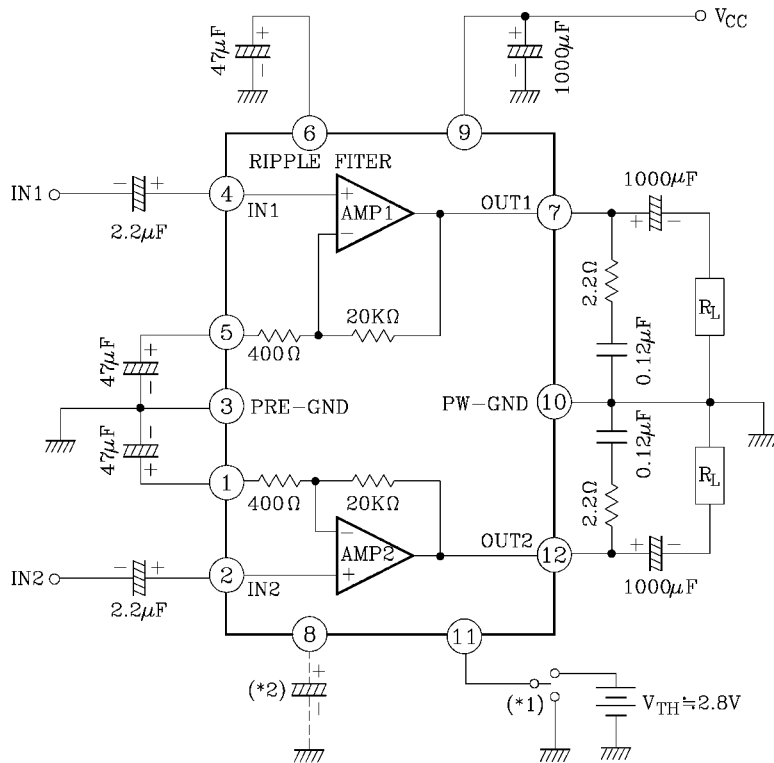 V_CC
47μF
+
−
+
−
1000μF
6
9
RIPPLE FITER
IN1
−
+
2.2μF
4
IN1
+
AMP1
−
OUT1
7
1000μF
+
−
2.2Ω
R_L
0.12μF
5
400Ω
20KΩ
47μF
+
−
3
PRE-GND
PW-GND
10
47μF
−
+
0.12μF
1
400Ω
20KΩ
2.2Ω
R_L
−
AMP2
+
OUT2
12
+
−
1000μF
IN2
−
+
2.2μF
2
IN2
8
11
(*2)
+
−
(*1)
V_TH≒2.8V